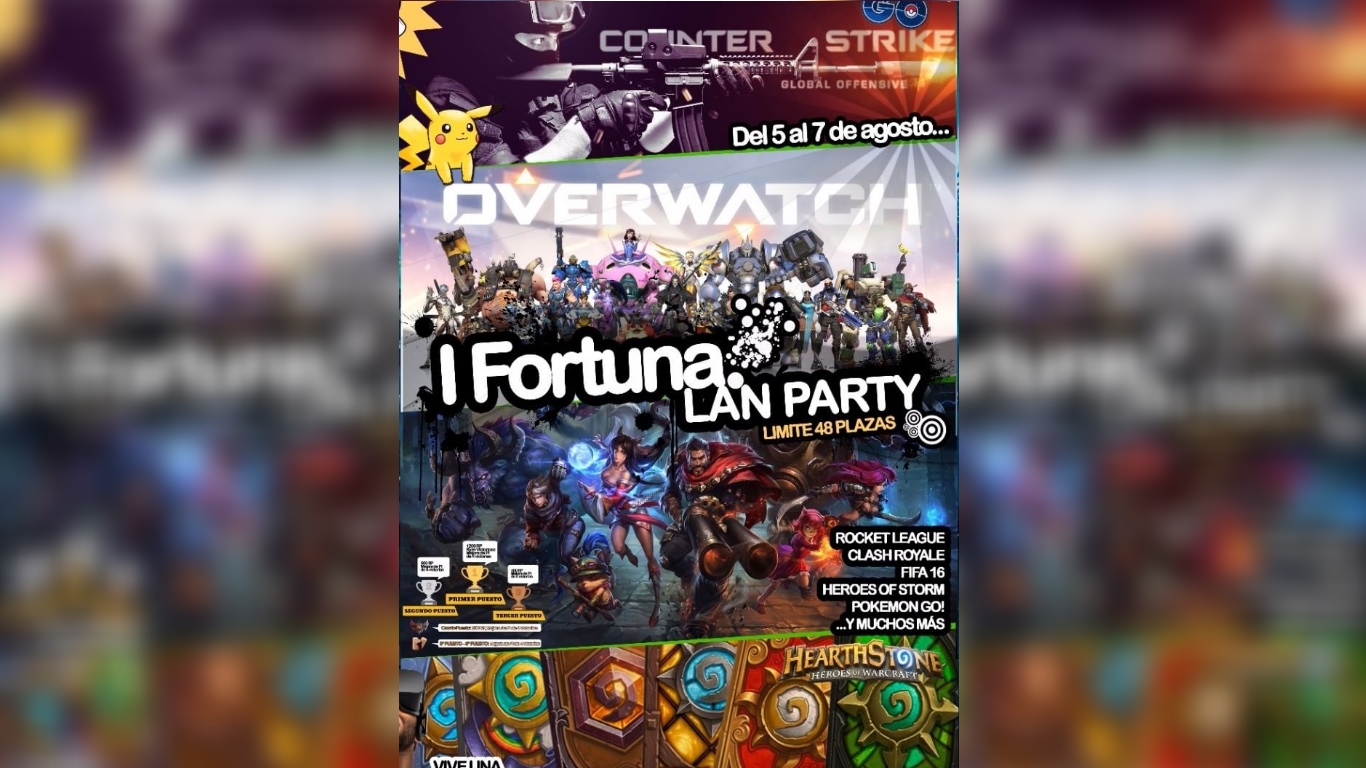 GO
COUNTER STRIKE
GLOBAL OFFENSIVE
Del 5 al 7 de agosto...
OVERWATCH
I Fortuna.
LAN PARTY
LIMITE 48 PLAZAS
ROCKET LEAGUE
CLASH ROYALE
FIFA 16
HEROES OF STORM
POKEMON GO!
...Y MUCHOS MÁS
PRIMER PUESTO
SEGUNDO PUESTO
TERCER PUESTO
HEARTHSTONE
HEROES OF WARCRAFT
VIVE UNA